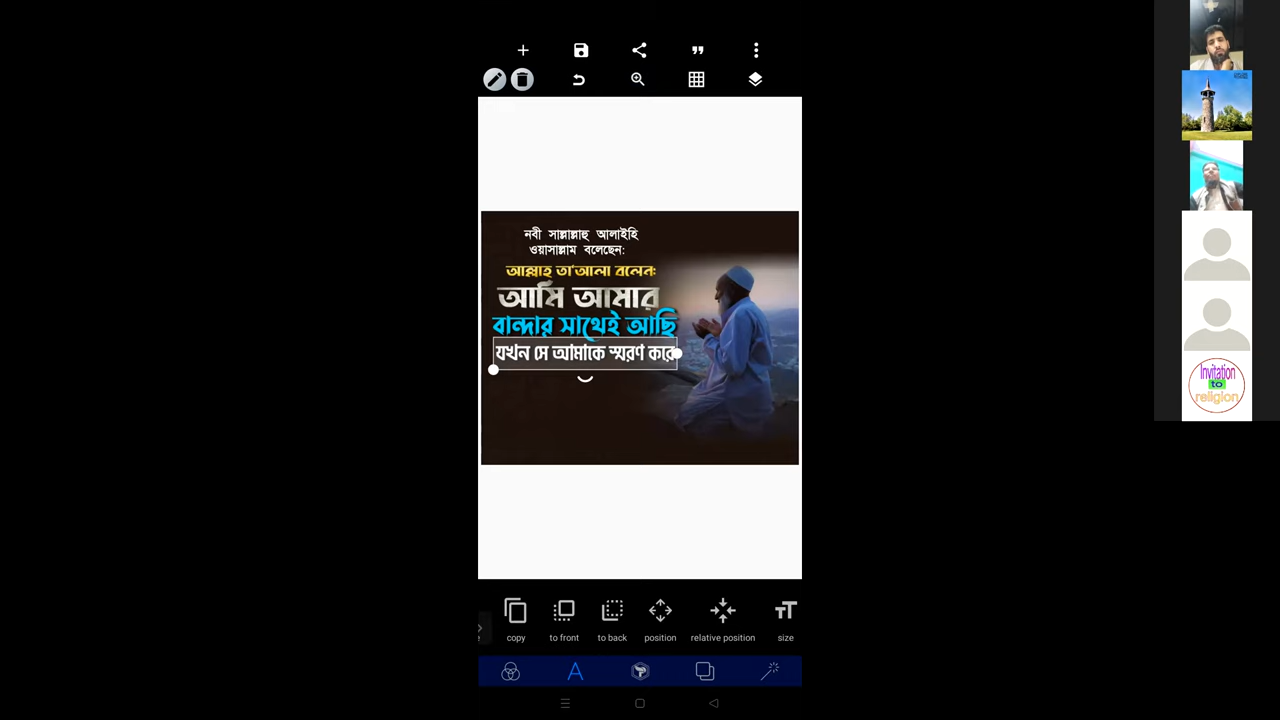 নবী সাল্লাল্লাহু আলাইহি
ওয়াসাল্লাম বলেছেন:
আল্লাহ তা'আলা বলেন:
আমি আমার
বান্দার সাথেই আছি
যখন সে আমাকে স্মরণ করে
copy
to front
to back
position
relative position
size
Invitation
to
religion